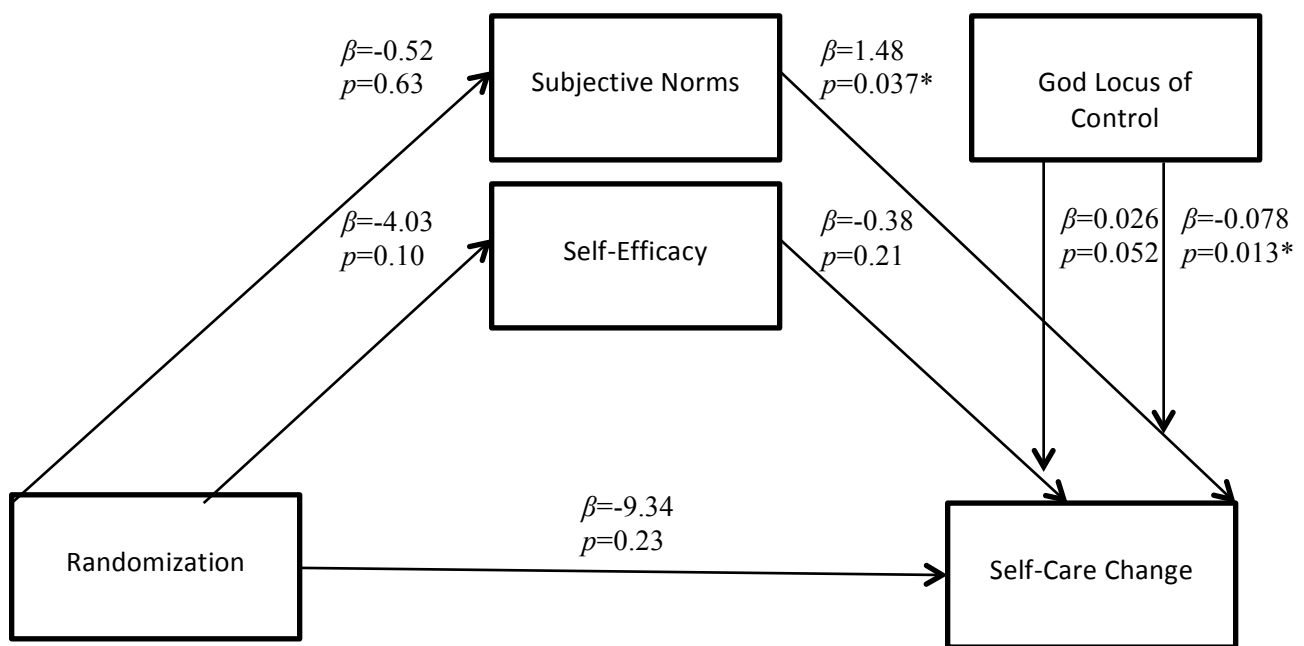 β=-0.52
p=0.63
Subjective Norms
β=1.48
p=0.037*
God Locus of
Control
β=-4.03
p=0.10
Self-Efficacy
β=-0.38
p=0.21
β=0.026
p=0.052
β=-0.078
p=0.013*
β=-9.34
p=0.23
Randomization
Self-Care Change